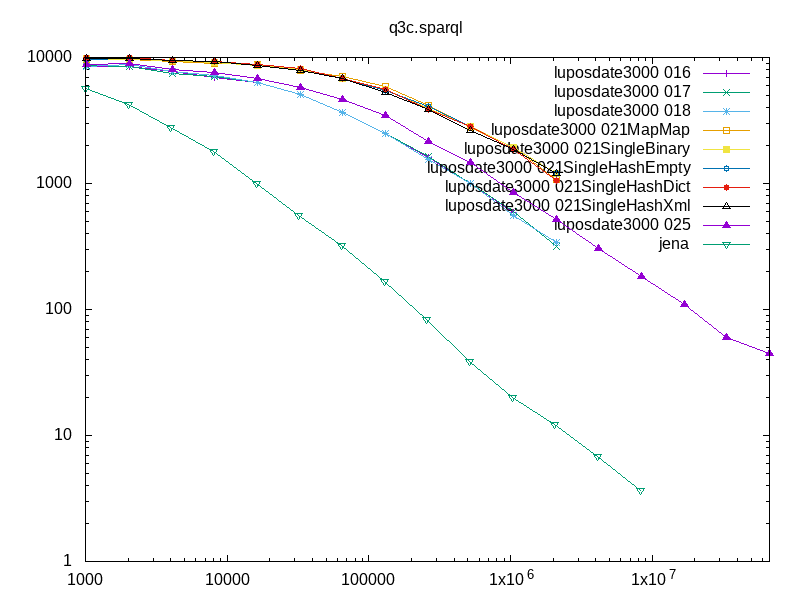 q3c.sparql
10000
1000
100
10
1
luposdate3000 016
luposdate3000 017
luposdate3000 018
luposdate3000 021MapMap
luposdate3000 021SingleBinary
luposdate3000 021SingleHashEmpty
luposdate3000 021SingleHashDict
luposdate3000 021SingleHashXml
luposdate3000 025
jena
1000 10000 100000 1x10^6 1x10^7